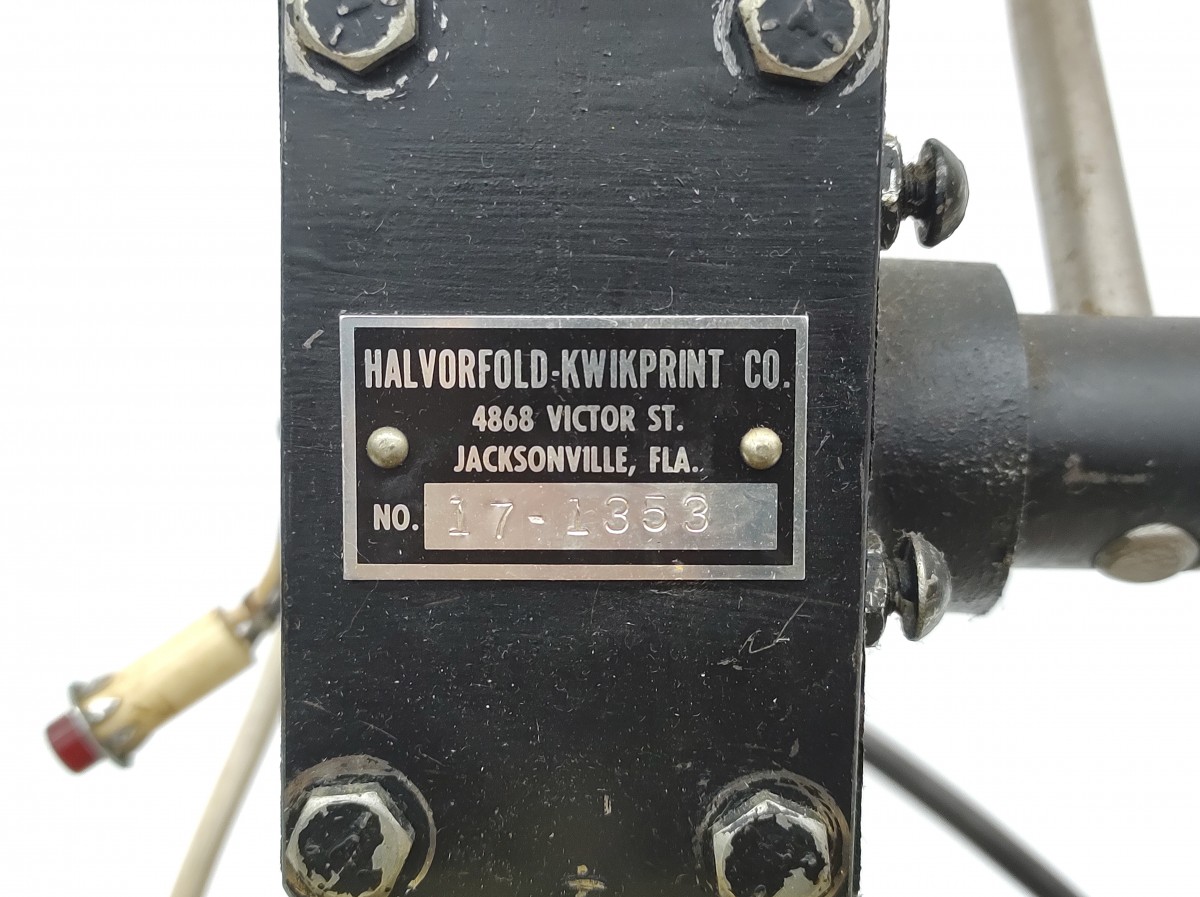 HALVORFOLD-KWIKPRINT CO.
4868 VICTOR ST.
JACKSONVILLE, FLA.
NO. 17-1353